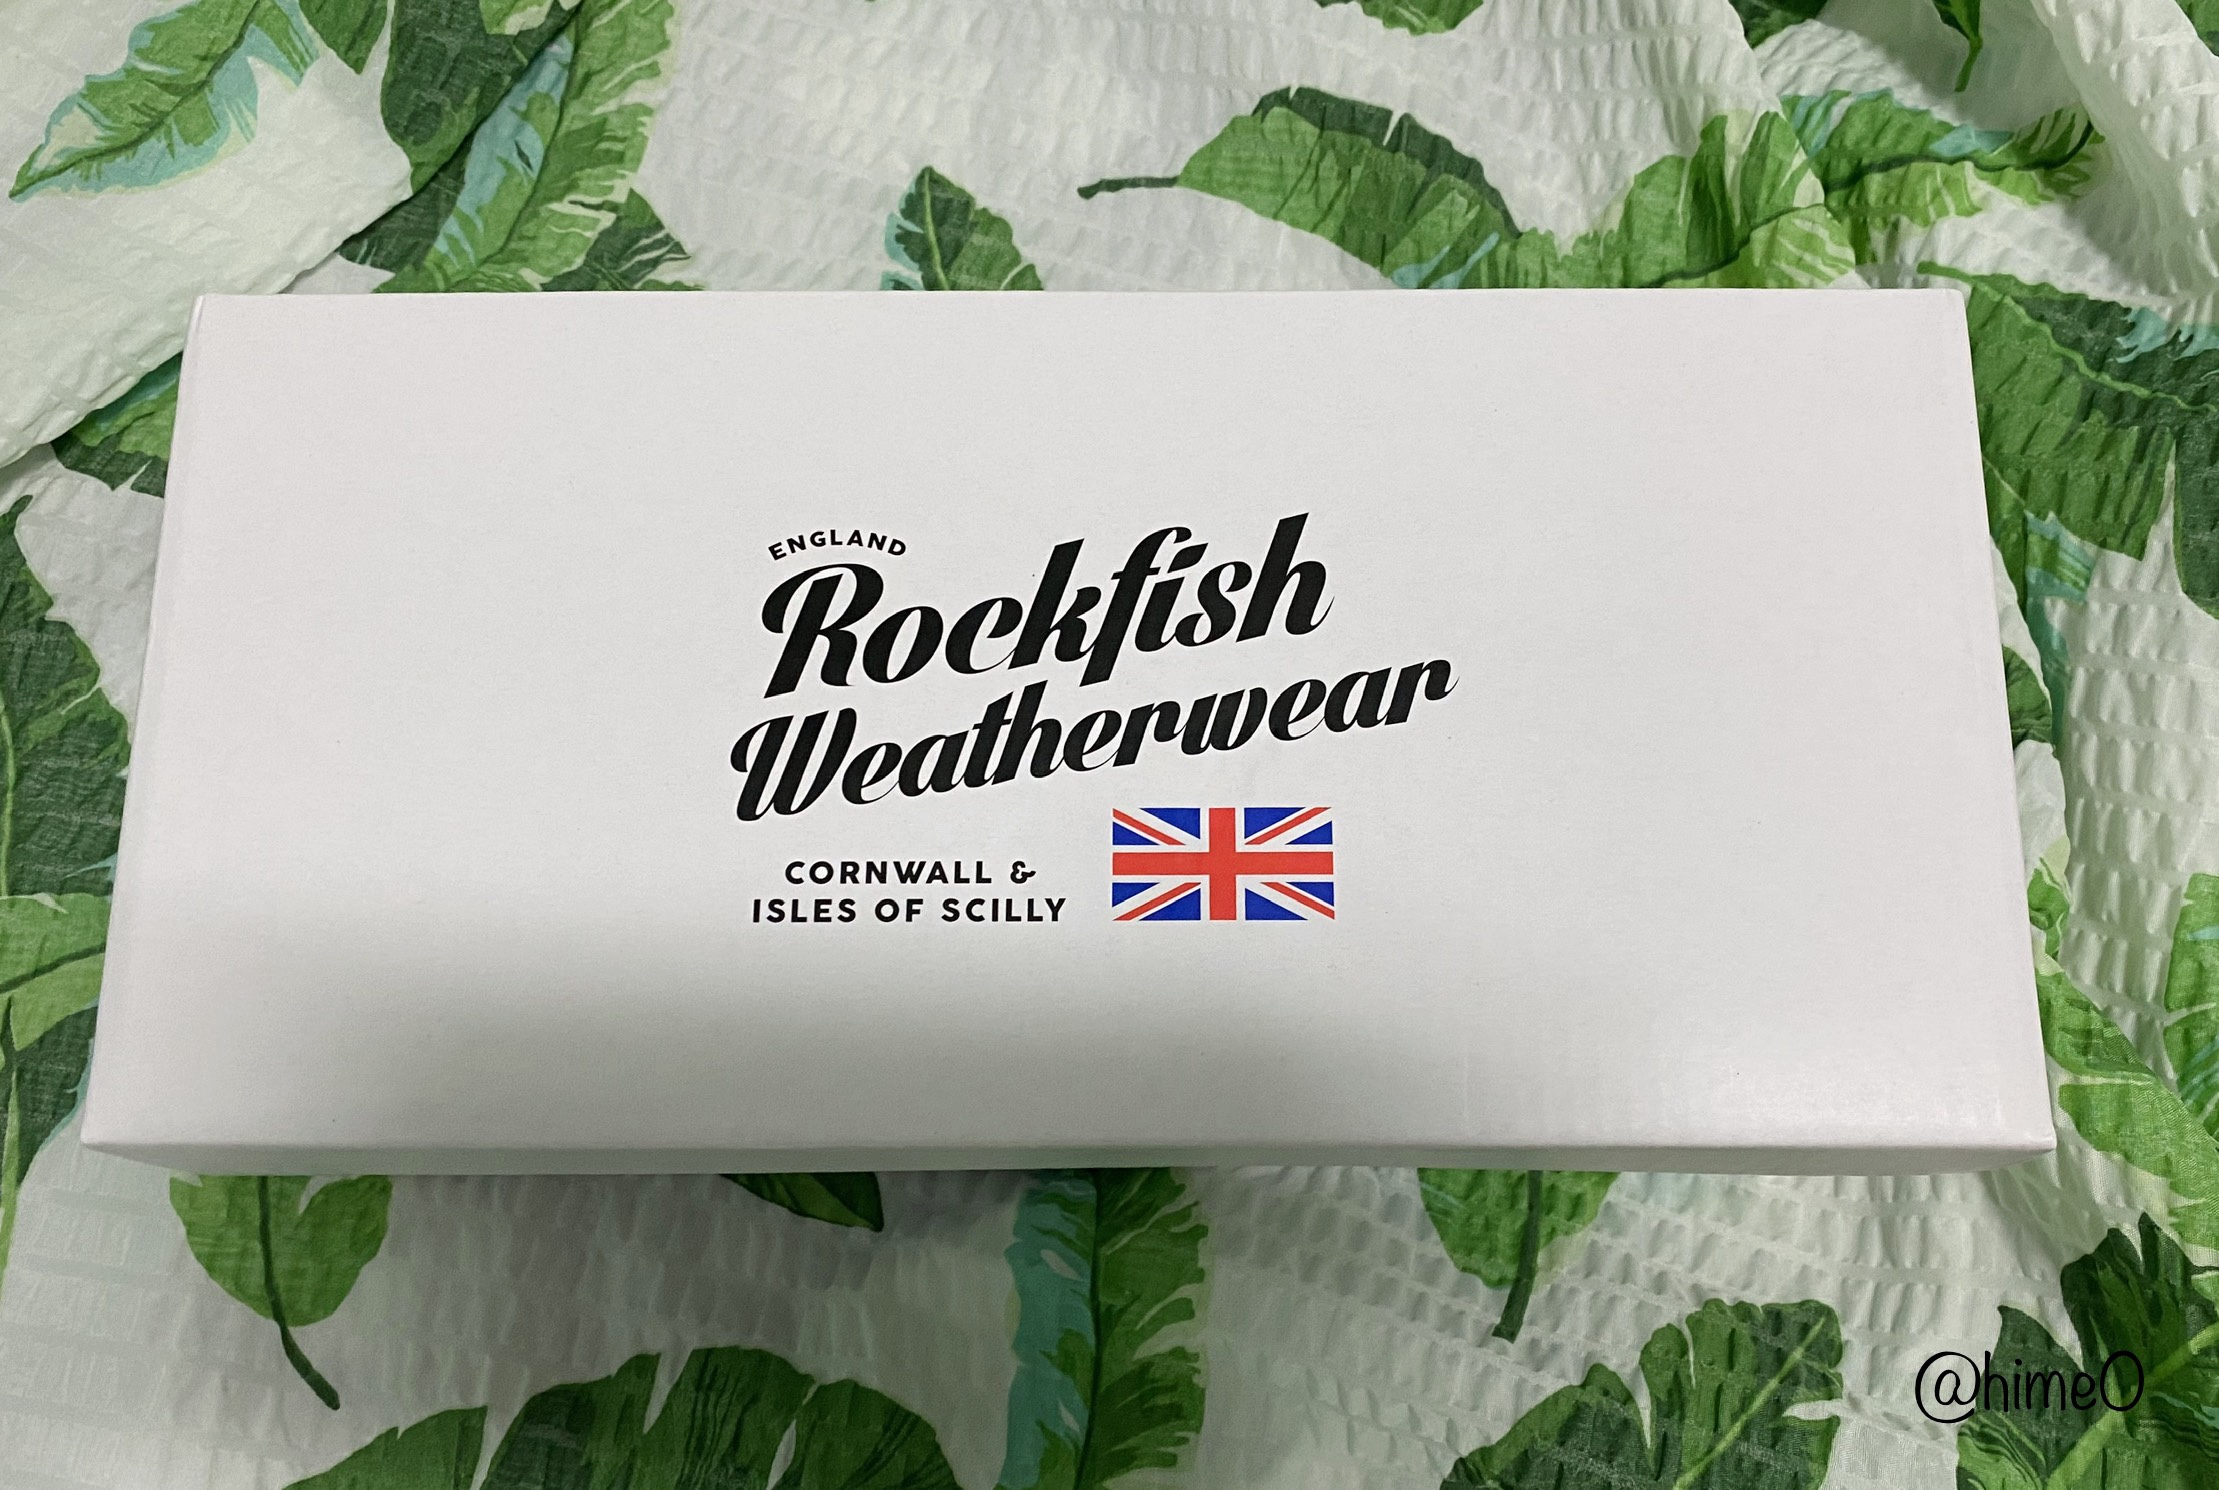 ENGLAND
Rockfish
Weatherwear
CORNWALL &
ISLES OF SCILLY
@hime0